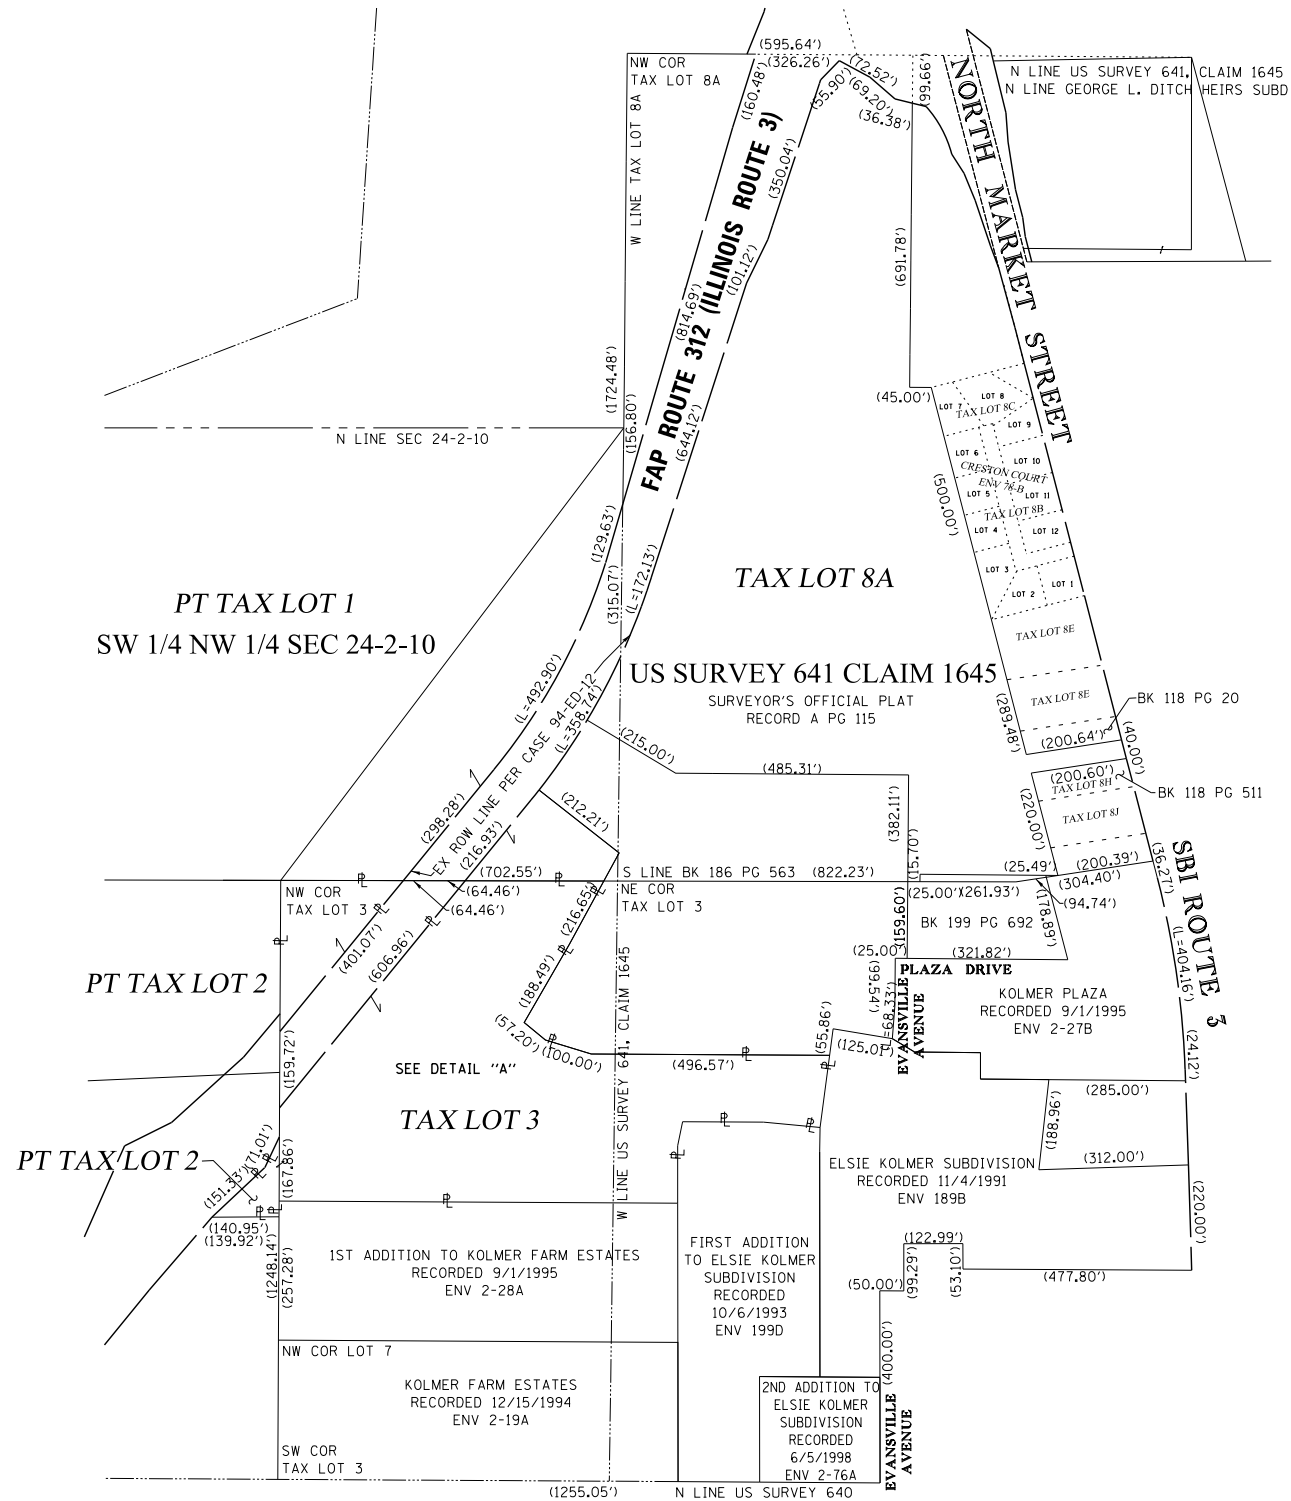 (595.64')
NW COR
TAX LOT 8A
(326.26')
(72.52')
(160.48')
(55.90')
(69.20')
(36.38')
(99.66')
N LINE US SURVEY 641, CLAIM 1645
N LINE GEORGE L. DITCH HEIRS SUBD
NORTH MARKET STREET
W LINE TAX LOT 8A
FAP ROUTE 312 (ILLINOIS ROUTE 3)
(350.04')
(101.12')
(814.69')
(691.78')
(1724.48')
(156.80')
(644.12')
(45.00')
N LINE SEC 24-2-10
LOT 7
LOT 8
TAX LOT 8C
LOT 9
LOT 6
LOT 10
CRESTON COURT
ENV 76-B
LOT 5
LOT 11
TAX LOT 8B
LOT 4
LOT 12
LOT 3
LOT 1
LOT 2
(500.00')
(129.63')
(315.07')
(L=172.13')
TAX LOT 8A
PT TAX LOT 1
SW 1/4 NW 1/4 SEC 24-2-10
TAX LOT 8E
US SURVEY 641 CLAIM 1645
SURVEYOR'S OFFICIAL PLAT
RECORD A PG 115
TAX LOT 8E
BK 118 PG 20
(L=492.90')
(L=358.74')
EX ROW LINE PER CASE 94-ED-12
(289.48')
(200.64')
(40.00')
(215.00')
(485.31')
(200.60')
TAX LOT 8H
BK 118 PG 511
(212.21')
(382.11')
(220.00')
TAX LOT 8J
(298.28')
(216.93')
(15.70')
(25.49')
(200.39')
(36.27')
SBI ROUTE 3
(702.55')
S LINE BK 186 PG 563
(822.23')
NW COR
TAX LOT 3
(64.46')
(64.46')
NE COR
TAX LOT 3
(25.00')
(261.93')
(304.40')
(94.74')
(216.65')
(159.60')
BK 199 PG 692
(178.89')
(401.07')
(606.96')
(25.00')
(321.82')
(L=404.16')
PLAZA DRIVE
PT TAX LOT 2
(188.49')
(99.54')
(L=68.33')
EVANSVILLE
AVENUE
KOLMER PLAZA
RECORDED 9/1/1995
ENV 2-27B
(57.20')
(100.00')
(55.86')
(125.01')
(24.12')
(159.72')
SEE DETAIL "A"
(496.57')
(285.00')
TAX LOT 3
W LINE US SURVEY 641, CLAIM 1645
(188.96')
(71.01')
PT TAX LOT 2
(151.33')
(167.86')
ELSIE KOLMER SUBDIVISION
RECORDED 11/4/1991
ENV 189B
(312.00')
(220.00')
(140.95')
(139.92')
(1248.14')
(257.28')
1ST ADDITION TO KOLMER FARM ESTATES
RECORDED 9/1/1995
ENV 2-28A
FIRST ADDITION
TO ELSIE KOLMER
SUBDIVISION
RECORDED
10/6/1993
ENV 199D
(122.99')
(99.29')
(53.10')
(477.80')
(50.00')
NW COR LOT 7
(400.00')
KOLMER FARM ESTATES
RECORDED 12/15/1994
ENV 2-19A
2ND ADDITION TO
ELSIE KOLMER
SUBDIVISION
RECORDED
6/5/1998
ENV 2-76A
EVANSVILLE
AVENUE
SW COR
TAX LOT 3
(1255.05')
N LINE US SURVEY 640